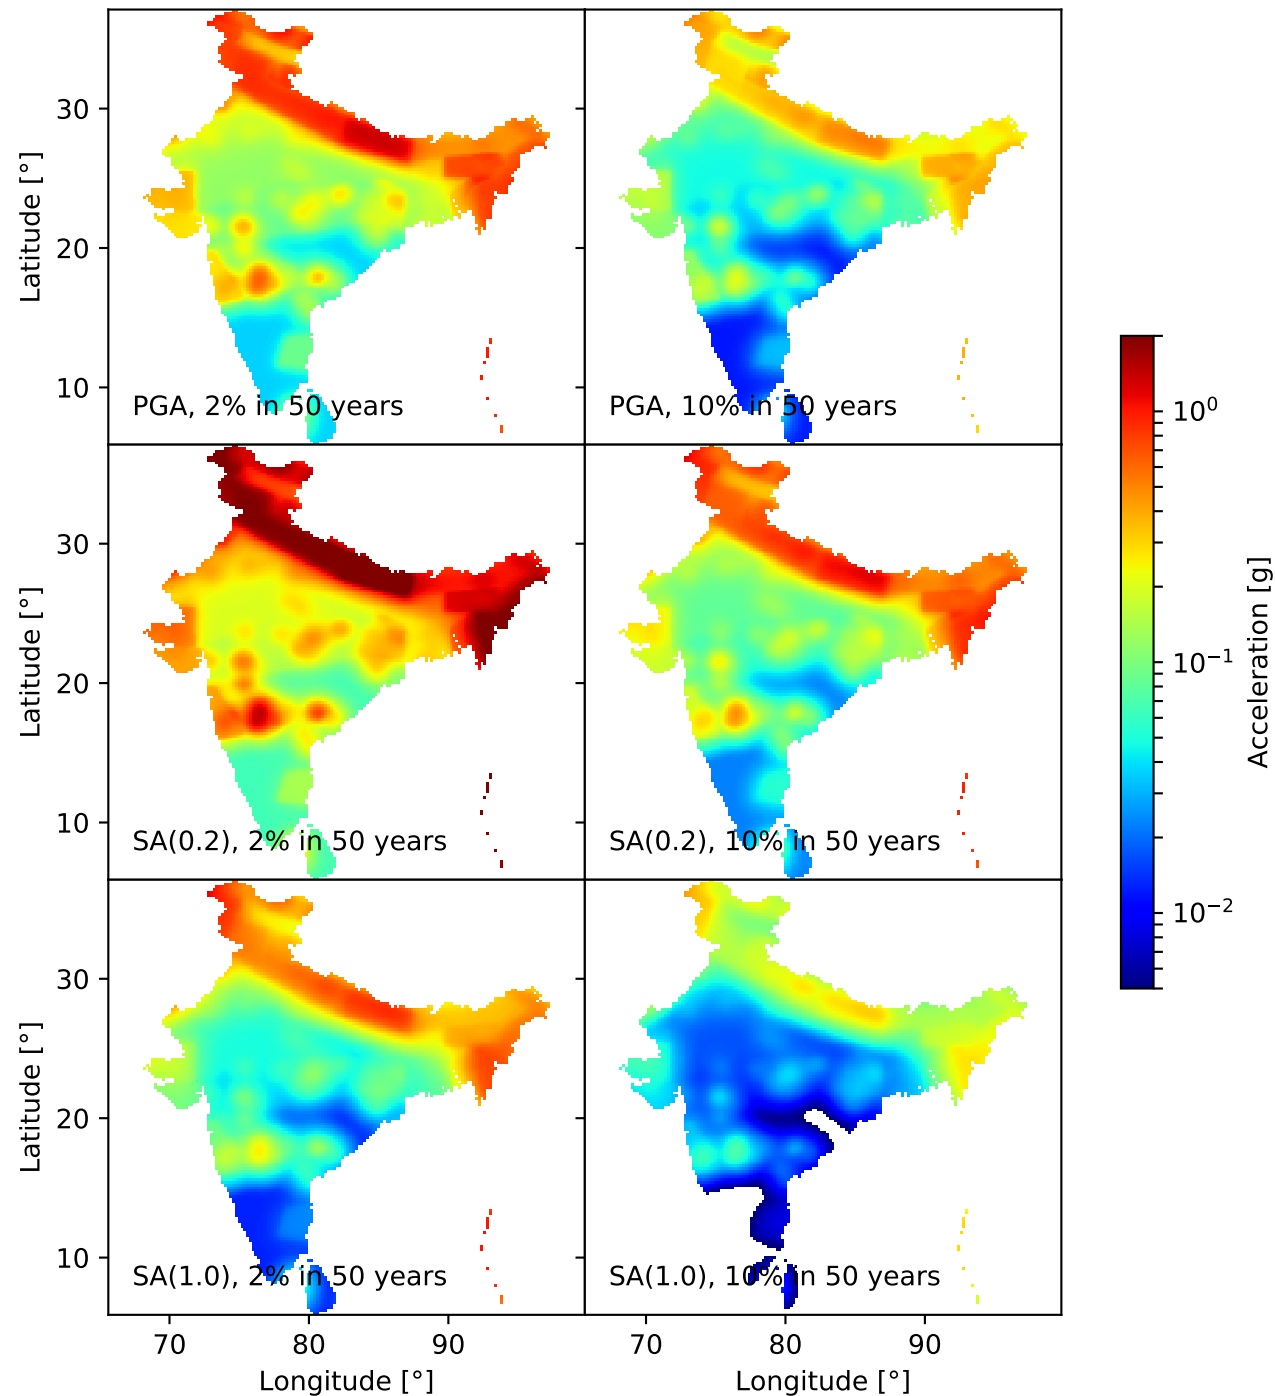 30
20
10
Latitude [°]
PGA, 2% in 50 years
PGA, 10% in 50 years
30
20
10
Latitude [°]
SA(0.2), 2% in 50 years
SA(0.2), 10% in 50 years
30
20
10
Latitude [°]
SA(1.0), 2% in 50 years
SA(1.0), 10% in 50 years
70 80 90
70 80 90
Longitude [°]
Longitude [°]
10⁰
10⁻¹
10⁻²
Acceleration [g]